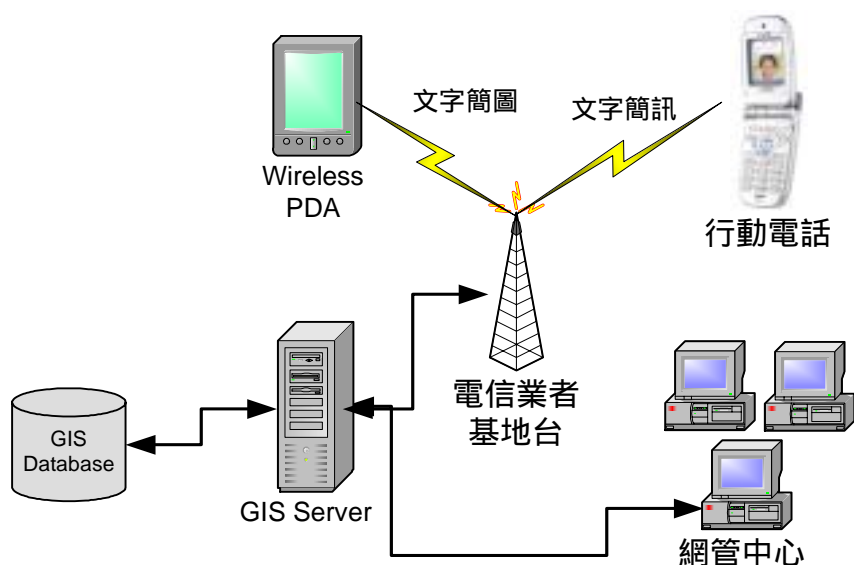 文字簡圖
文字簡訊
Wireless
PDA
行動電話
電信業者
基地台
GIS
Database
GIS Server
網管中心